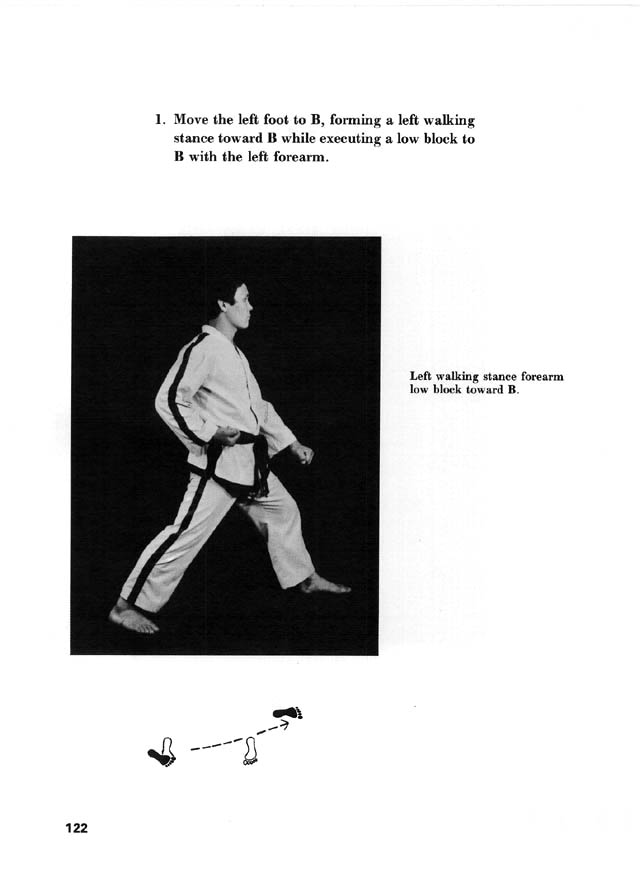 1. Move the left foot to B, forming a left walking
stance toward B while executing a low block to
B with the left forearm.
Left walking stance forearm
low block toward B.
122